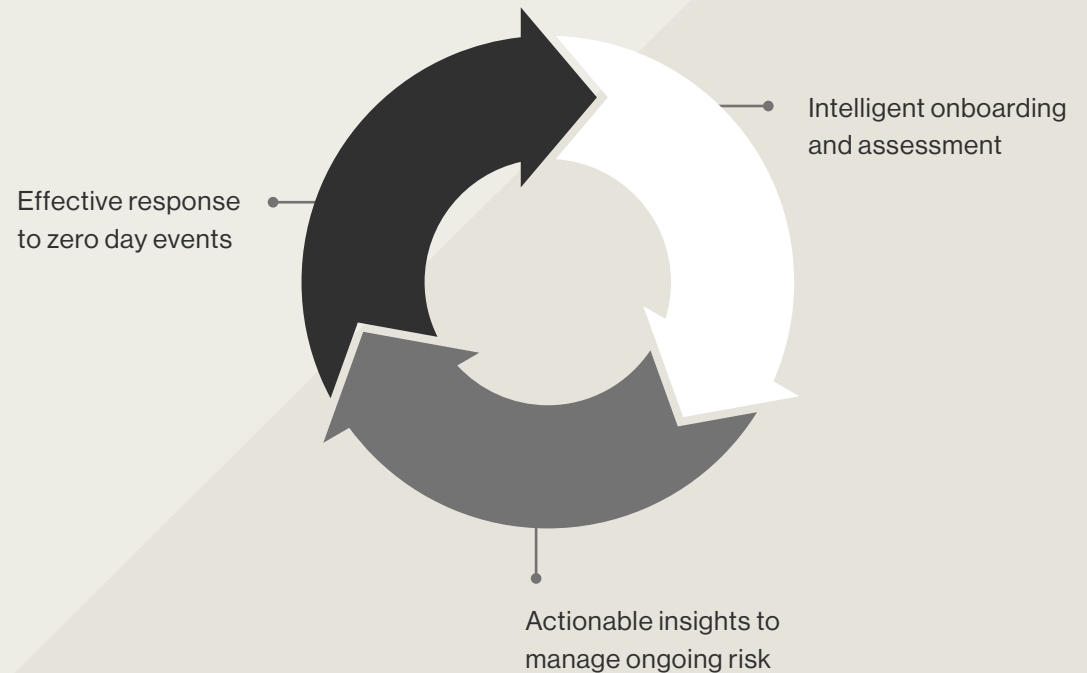 Intelligent onboarding
and assessment
Effective response
to zero day events
Actionable insights to
manage ongoing risk